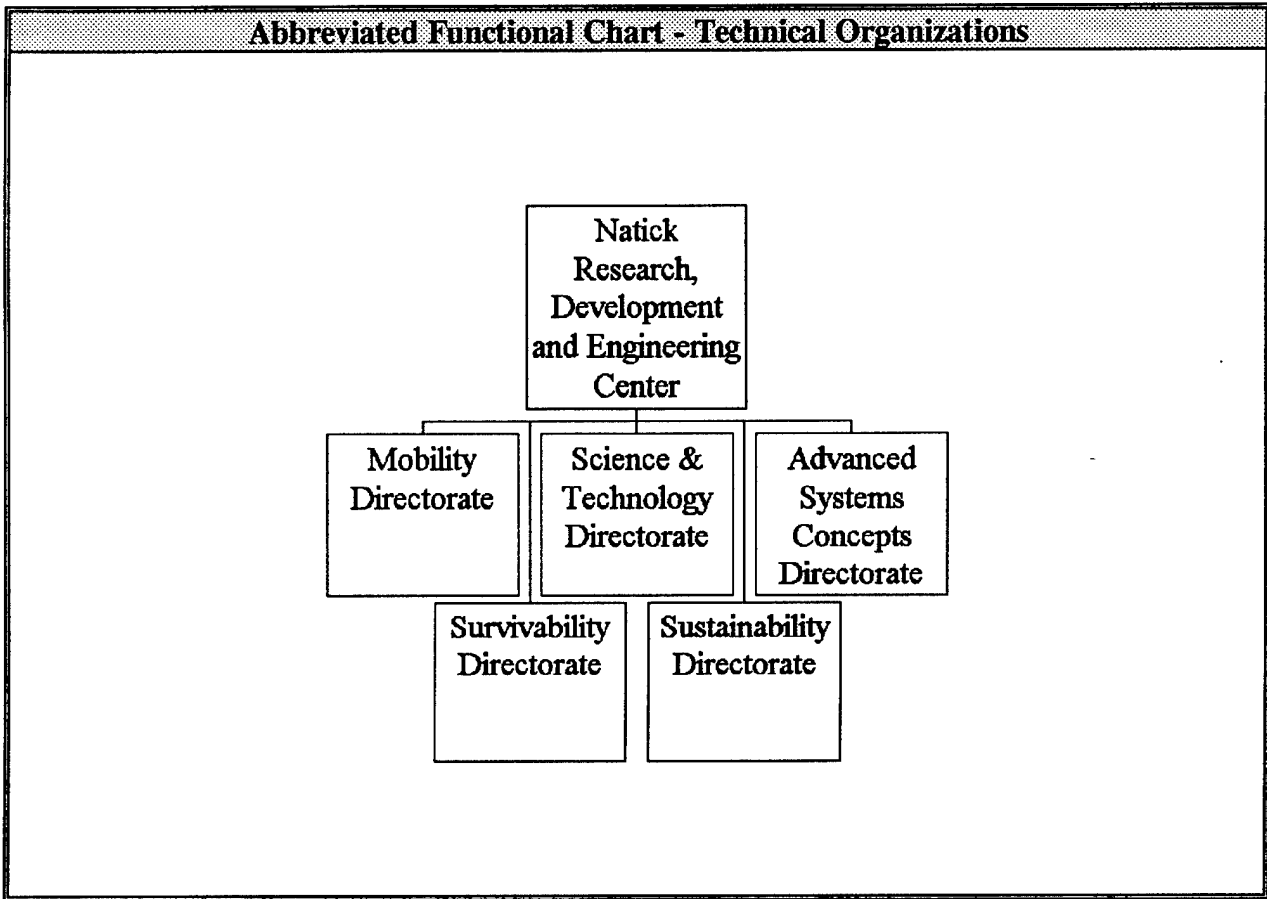 Abbreviated Functional Chart - Technical Organizations
Natick
Research,
Development
and Engineering
Center
Mobility
Directorate
Science &
Technology
Directorate
Advanced
Systems
Concepts
Directorate
Survivability
Directorate
Sustainability
Directorate